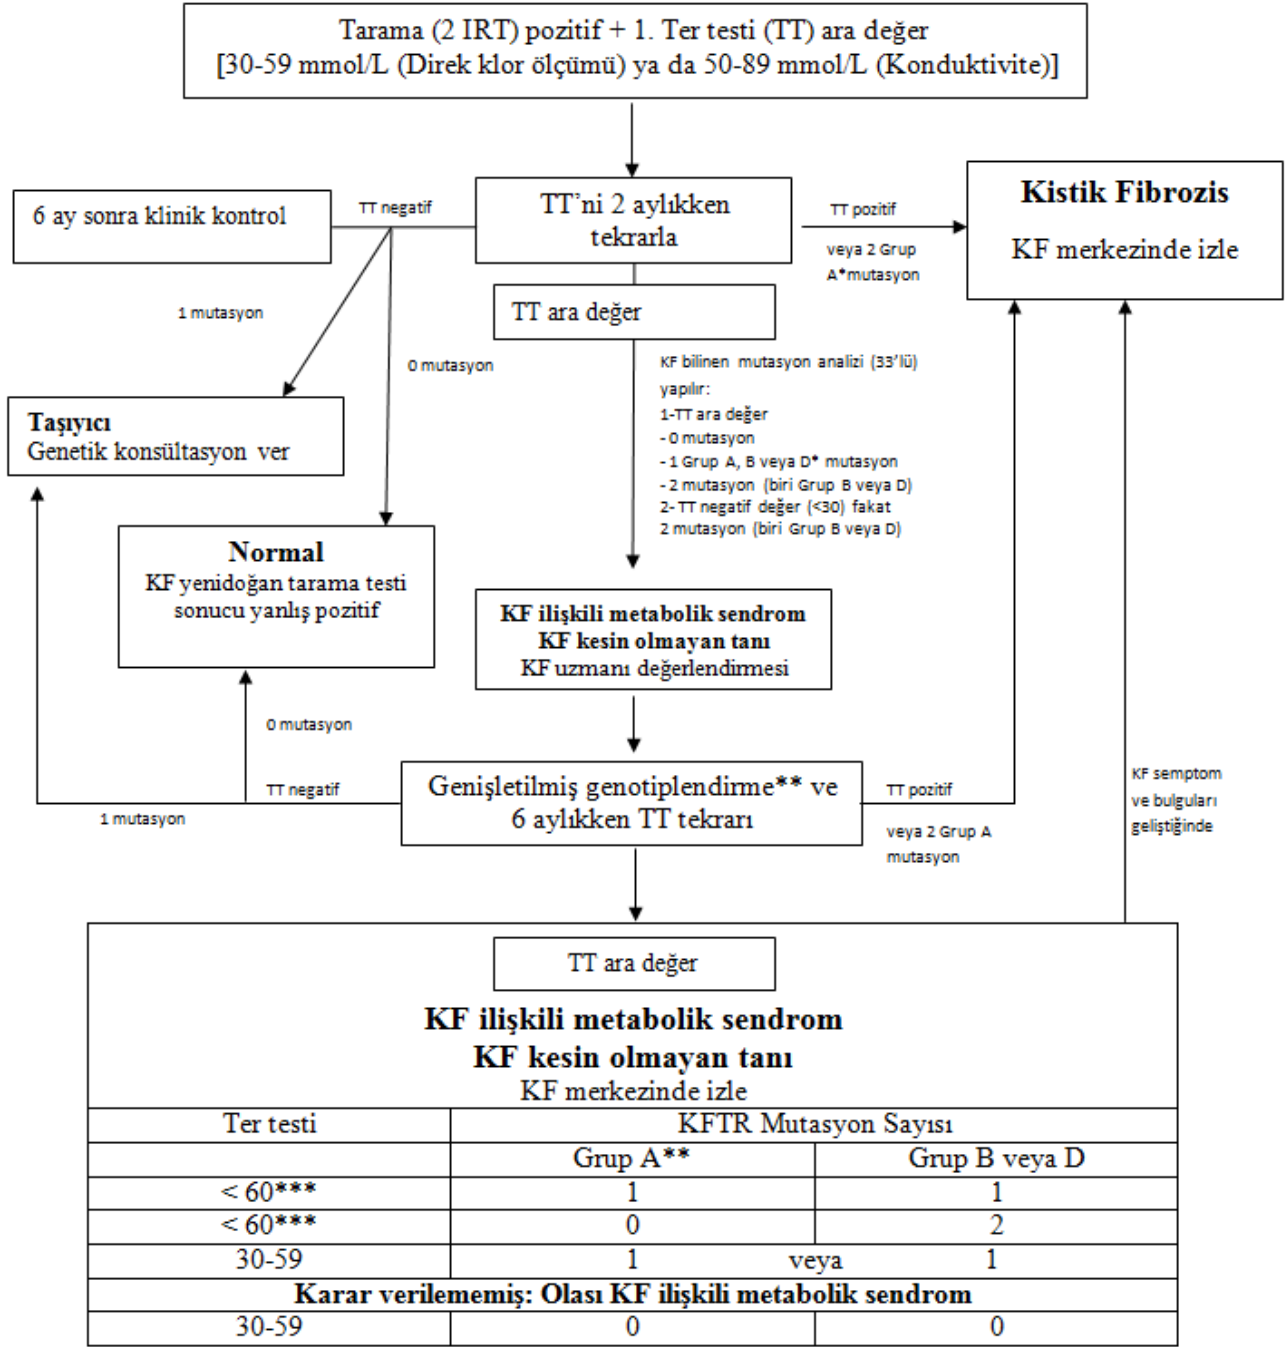 Tarama (2 IRT) pozitif + 1. Ter testi (TT) ara değer
[30-59 mmol/L (Direk klor ölçümü) ya da 50-89 mmol/L (Konduktivite)]
6 ay sonra klinik kontrol
TT negatif
TT'ni 2 aylıkken
tekrarla
TT pozitif
veya 2 Grup
A*mutasyon
Kistik Fibrozis
KF merkezinde izle
TT ara değer
1 mutasyon
0 mutasyon
KF bilinen mutasyon analizi (33'lü)
yapılır:
1-TT ara değer
- 0 mutasyon
- 1 Grup A, B veya D* mutasyon
- 2 mutasyon (biri Grup B veya D)
2- TT negatif değer (<30) fakat
2 mutasyon (biri Grup B veya D)
Taşıyıcı
Genetik konsültasyon ver
Normal
KF yenidoğan tarama testi
sonucu yanlış pozitif
KF ilişkili metabolik sendrom
KF kesin olmayan tanı
KF uzmanı değerlendirmesi
0 mutasyon
TT negatif
1 mutasyon
Genişletilmiş genotiplendirme** ve
6 aylıkken TT tekrarı
TT pozitif
veya 2 Grup A
mutasyon
KF semptom
ve bulguları
geliştiğinde
TT ara değer
KF ilişkili metabolik sendrom
KF kesin olmayan tanı
KF merkezinde izle
Ter testi KFTR Mutasyon Sayısı
Grup A** Grup B veya D
< 60*** 1 1
< 60*** 0 2
30-59 1 veya 1
Karar verilememiş: Olası KF ilişkili metabolik sendrom
30-59 0 0